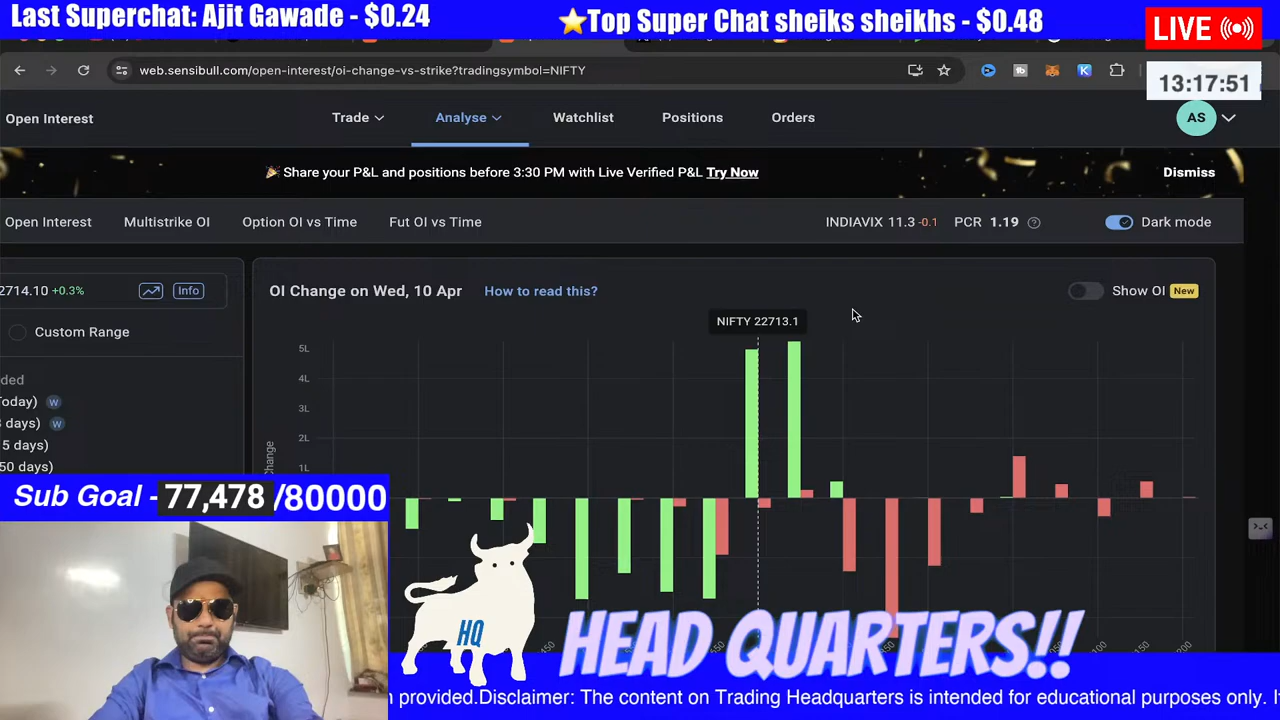 Last Superchat: Ajit Gawade - $0.24
⭐Top Super Chat sheiks sheikhs - $0.48
LIVE
web.sensibull.com/open-interest/oi-change-vs-strike?tradingsymbol=NIFTY
13:17:51
Open Interest
Trade
Analyse
Watchlist
Positions
Orders
AS
🎉 Share your P&L and positions before 3:30 PM with Live Verified P&L Try Now
Dismiss
Open Interest
Multistrike OI
Option OI vs Time
Fut OI vs Time
INDIAVIX 11.3 -0.1
PCR 1.19
Dark mode
2714.10 +0.3%
Info
OI Change on Wed, 10 Apr
How to read this?
Show OI
New
Custom Range
NIFTY 22713.1
5L
4L
3L
2L
1L
Change
W
days)
W
5 days)
50 days)
Sub Goal - 77,478 /80000
HQ
HEAD QUARTERS!!
provided.Disclaimer: The content on Trading Headquarters is intended for educational purposes only.